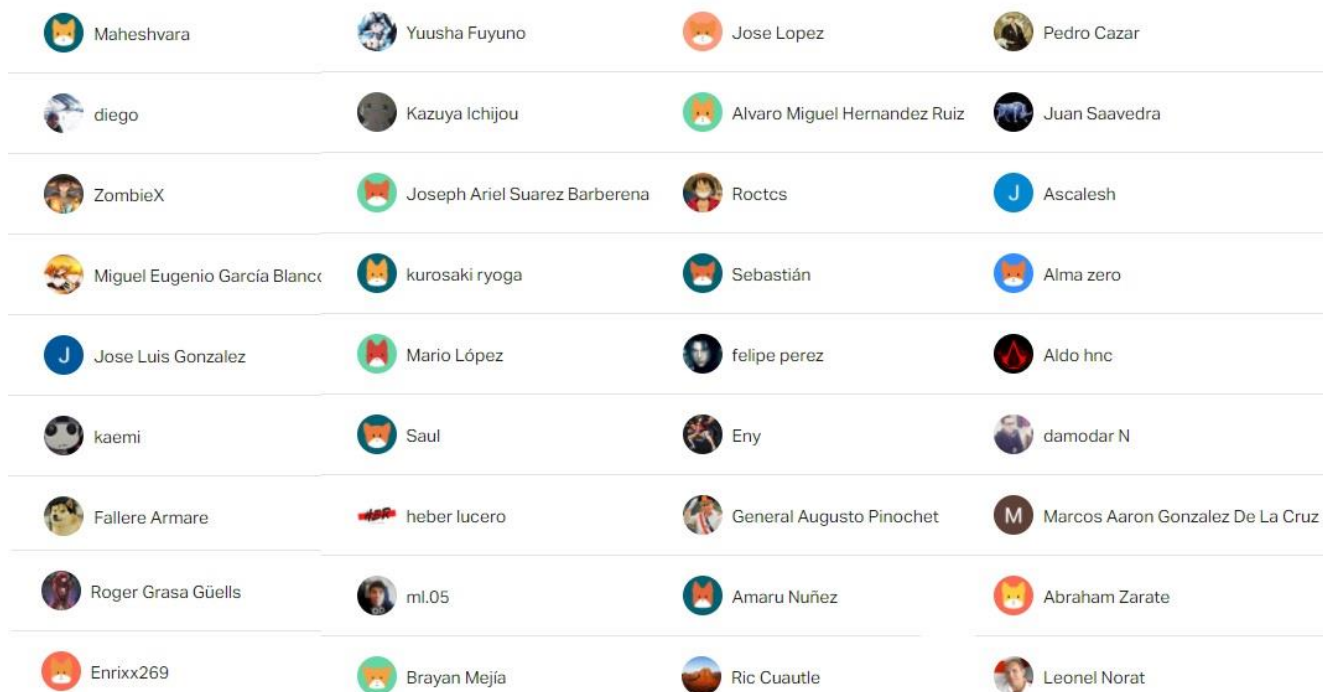 Maheshvara
Yuusha Fuyuno
Jose Lopez
Pedro Cazar
diego
Kazuya Ichijou
Alvaro Miguel Hernandez Ruiz
Juan Saavedra
ZombieX
Joseph Ariel Suarez Barberena
Roctcs
J
Ascalesh
Miguel Eugenio García Blanco
kurosaki ryoga
Sebastián
Alma zero
J
Jose Luis Gonzalez
Mario López
felipe perez
Aldo hnc
kaemi
Saul
Eny
damodar N
Fallere Armare
HBR
heber lucero
General Augusto Pinochet
M
Marcos Aaron Gonzalez De La Cruz
Roger Grasa Güells
ml.05
Amaru Nuñez
Abraham Zarate
Enrixx269
Brayan Mejía
Ric Cuautle
Leonel Norat